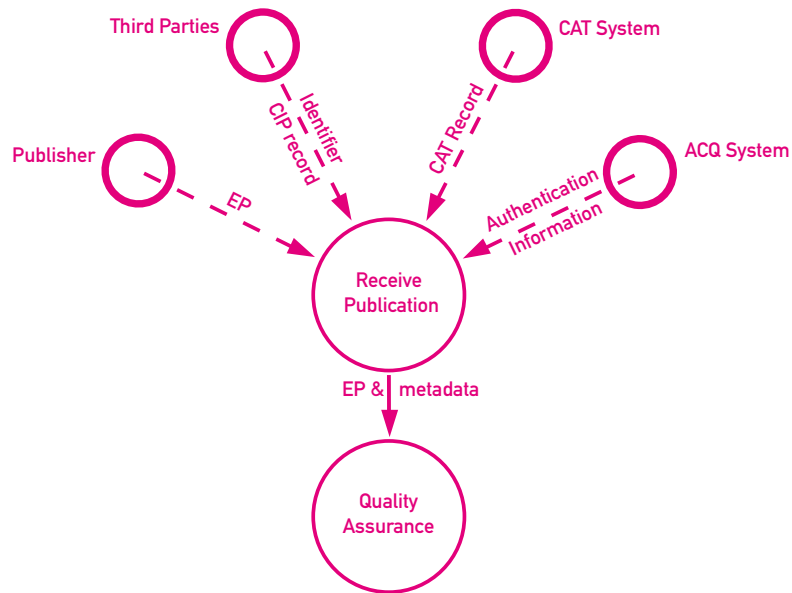 Third Parties
CAT System
Publisher
ACQ System
Identifier
CIP record
CAT Record
EP
Authentication
Information
Receive
Publication
EP & metadata
Quality
Assurance